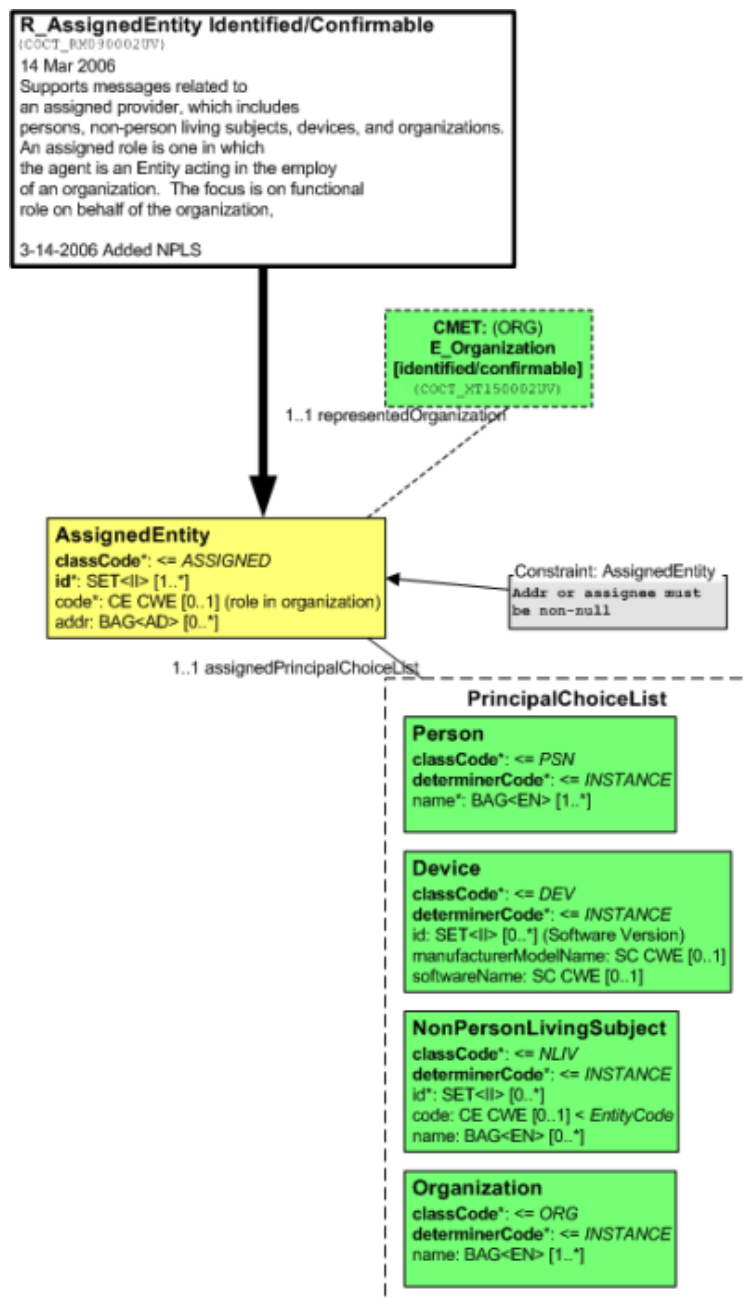 R_AssignedEntity Identified/Confirmable
(COCT_RM090002UV)
14 Mar 2006
Supports messages related to
an assigned provider, which includes
persons, non-person living subjects, devices, and organizations.
An assigned role is one in which
the agent is an Entity acting in the employ
of an organization. The focus is on functional
role on behalf of the organization,
3-14-2006 Added NPLS
CMET: (ORG)
E_Organization
[identified/confirmable]
(COCT_MT150002UV)
1..1 representedOrganization
AssignedEntity
classCode*: <= ASSIGNED
id*: SET<II> [1..*]
code*: CE CWE [0..1] (role in organization)
addr: BAG<AD> [0..*]
Constraint: AssignedEntity
Addr or assignee must
be non-null
1..1 assignedPrincipalChoiceList
PrincipalChoiceList
Person
classCode*: <= PSN
determinerCode*: <= INSTANCE
name*: BAG<EN> [1..*]
Device
classCode*: <= DEV
determinerCode*: <= INSTANCE
id: SET<II> [0..*] (Software Version)
manufacturerModelName: SC CWE [0..1]
softwareName: SC CWE [0..1]
NonPersonLivingSubject
classCode*: <= NLIV
determinerCode*: <= INSTANCE
id*: SET<II> [0..*]
code: CE CWE [0..1] < EntityCode
name: BAG<EN> [0..*]
Organization
classCode*: <= ORG
determinerCode*: <= INSTANCE
name: BAG<EN> [1..*]